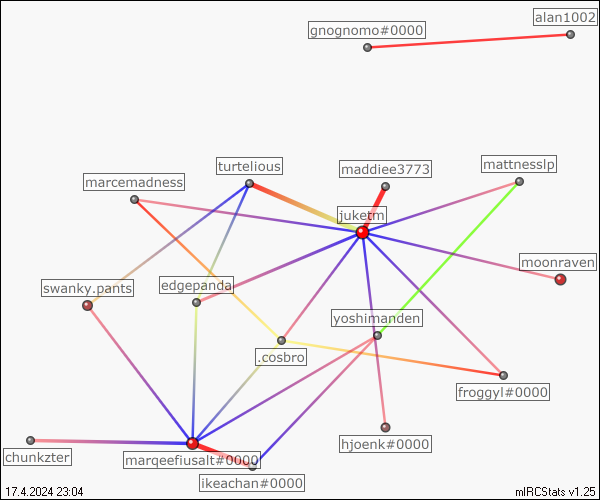 alan1002
gnognomo#0000
mattnesslp
turtelious
maddiee3773
marcemadness
juketm
moonraven
edgepanda
swanky.pants
yoshimanden
.cosbro
froggyl#0000
hjoenk#0000
chunkzter
marqeefiusalt#0000
ikeachan#0000
17.4.2024 23:04
mIRCStats v1.25